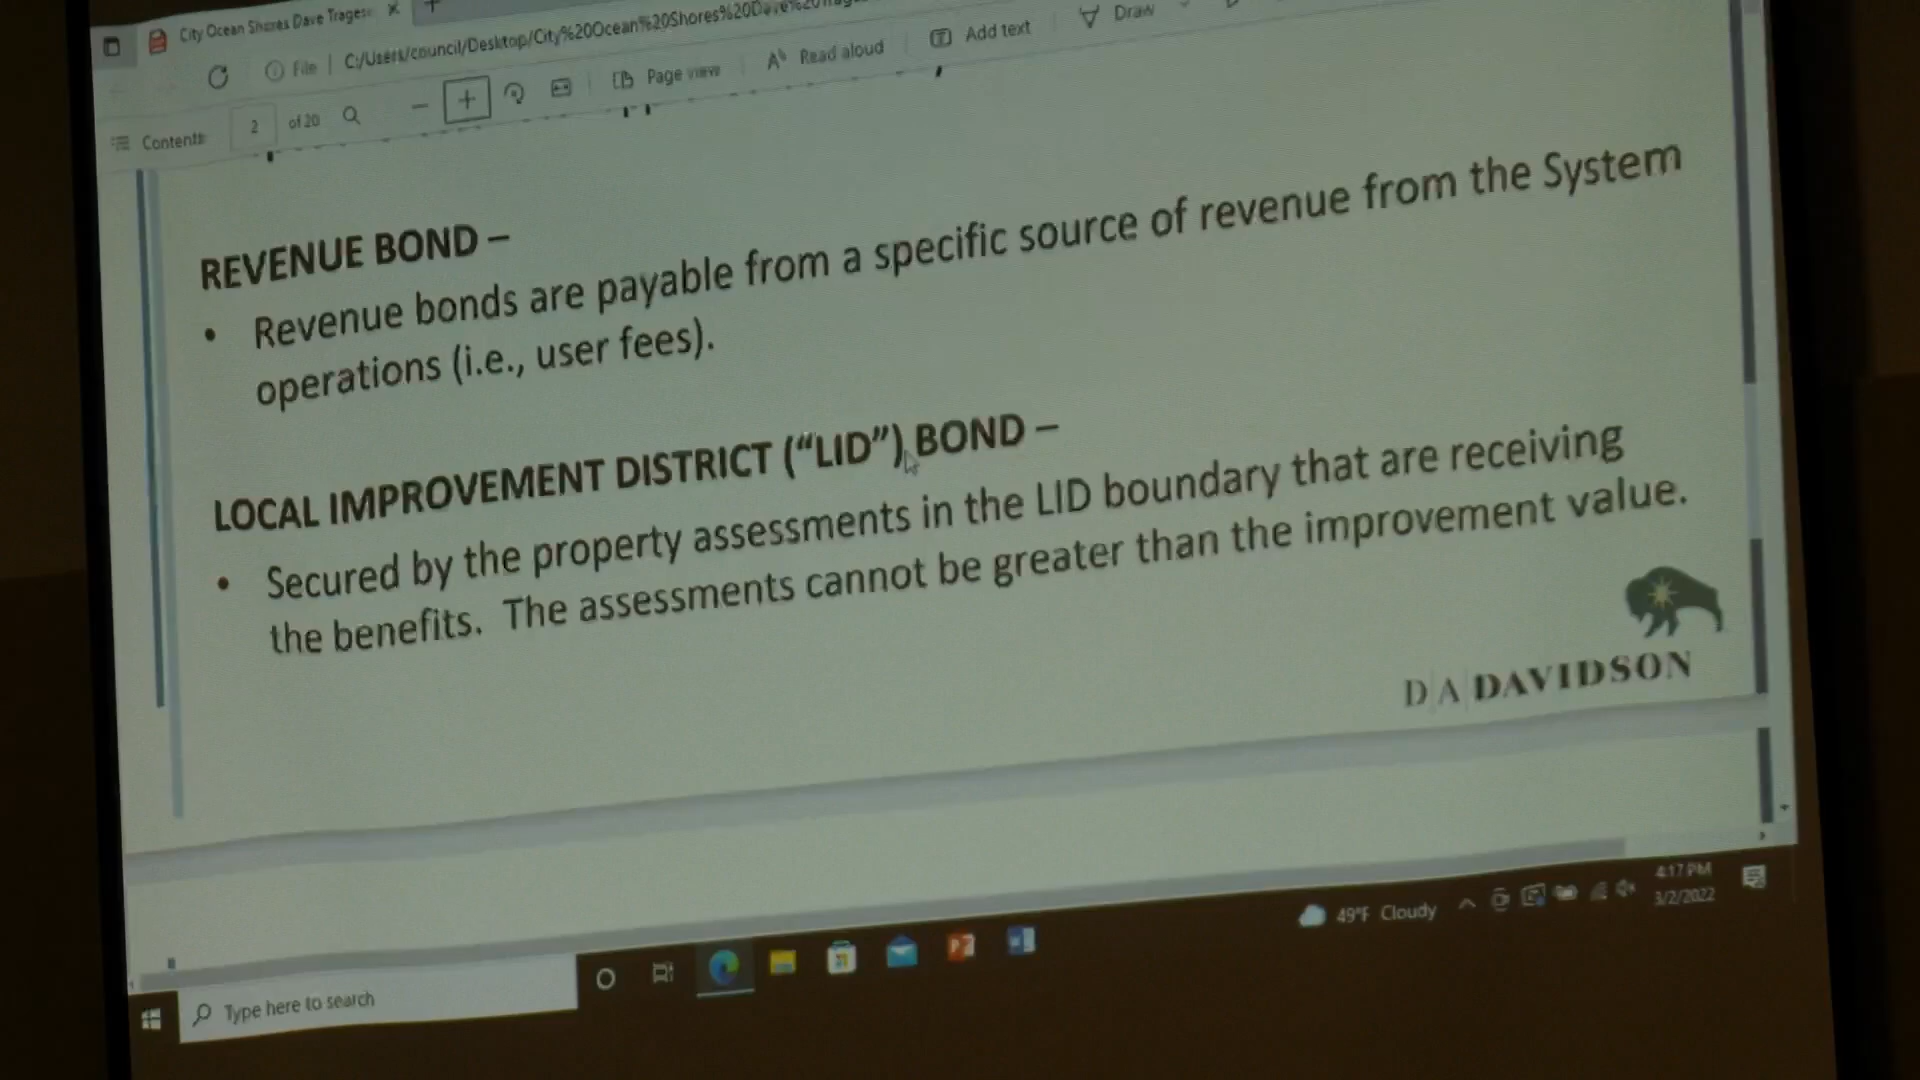 City Ocean Shores Dave Trages
File | C:/Users/council/Desktop/City%20Ocean%20Shores%20Dave%20
Contents 2 of 20 Page view Read aloud Add text Draw
REVENUE BOND –
• Revenue bonds are payable from a specific source of revenue from the System
operations (i.e., user fees).
LOCAL IMPROVEMENT DISTRICT (“LID”) BOND –
• Secured by the property assessments in the LID boundary that are receiving
the benefits. The assessments cannot be greater than the improvement value.
D|A|DAVIDSON
49°F Cloudy
4:17 PM
3/2/2022
Type here to search